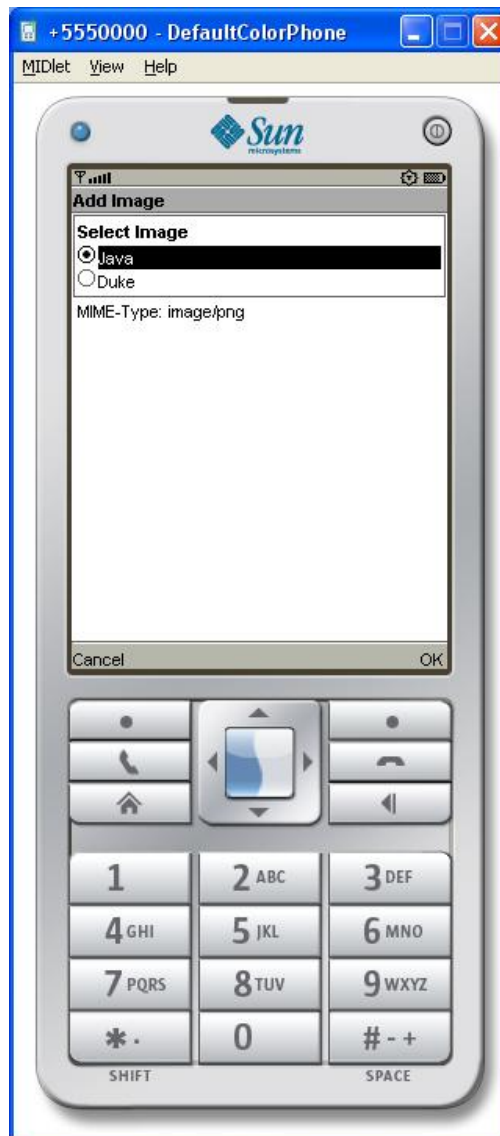 +5550000 - DefaultColorPhone
MIDlet View Help
Sun
microsystems
Add Image
Select Image
Java
Duke
MIME-Type: image/png
Cancel OK
1 2 ABC 3 DEF
4 GHI 5 JKL 6 MNO
7 PQRS 8 TUV 9 WXYZ
* . 0 # - +
SHIFT SPACE